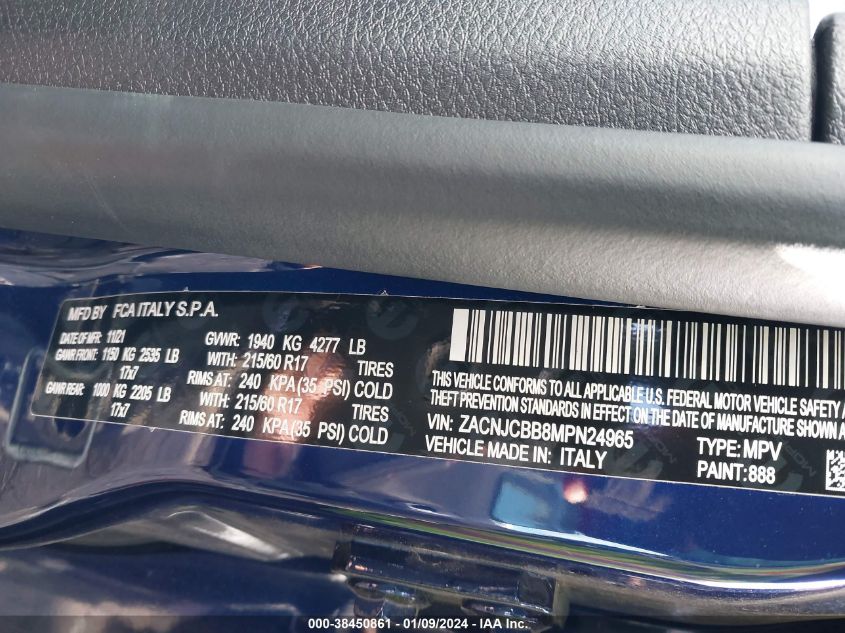 MFD BY FCA ITALY S.P.A.
DATE OF MFR: 11/21 GVWR: 1940 KG 4277 LB
GAWR FRONT: 1150 KG 2535 LB WITH: 215/60 R17 TIRES
17x7 RIMS AT: 240 KPA (35 PSI) COLD
GAWR REAR: 1000 KG 2205 LB WITH: 215/60 R17 TIRES
17x7 RIMS AT: 240 KPA (35 PSI) COLD
THIS VEHICLE CONFORMS TO ALL APPLICABLE U.S. FEDERAL MOTOR VEHICLE SAFETY A
THEFT PREVENTION STANDARDS IN EFFECT ON THE DATE OF MANUFACTURE SHOWN A
VIN: ZACNJCBB8MPN24965 TYPE: MPV
VEHICLE MADE IN: ITALY PAINT: 888
000-38450861 - 01/09/2024 - IAA Inc.